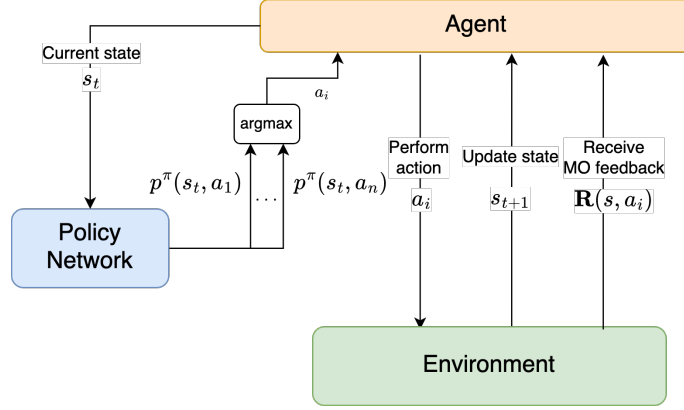 Agent
Current state
s_t
a_i
argmax
p^π(s_t, a_1)
...
p^π(s_t, a_n)
Perform
action
a_i
Update state
s_{t+1}
Receive
MO feedback
R(s, a_i)
Policy
Network
Environment